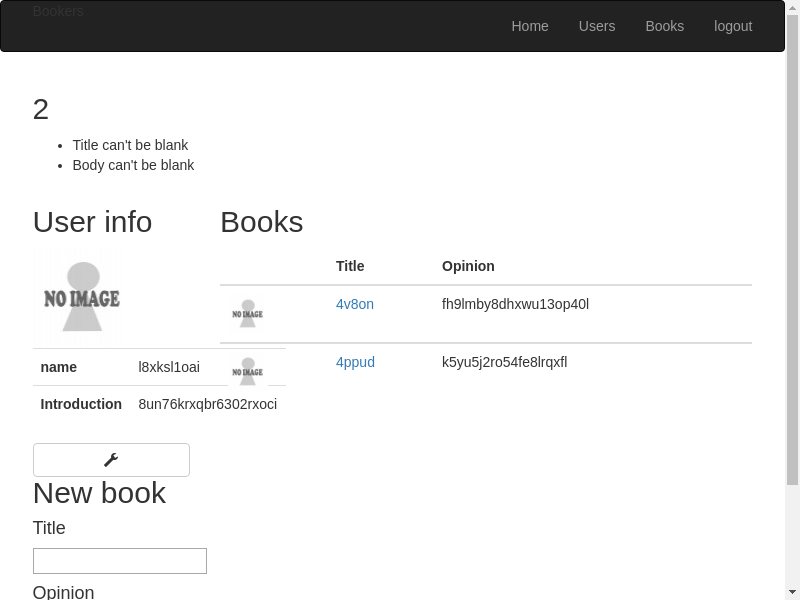 Bookers
Home Users Books logout
2
Title can't be blank
Body can't be blank
User info
Books
Title Opinion
NO IMAGE
NO IMAGE
4v8on fh9lmby8dhxwu13op40l
name l8xksl1oai
NO IMAGE
4ppud k5yu5j2ro54fe8lrqxfl
Introduction 8un76krxqbr6302rxoci
New book
Title
Opinion